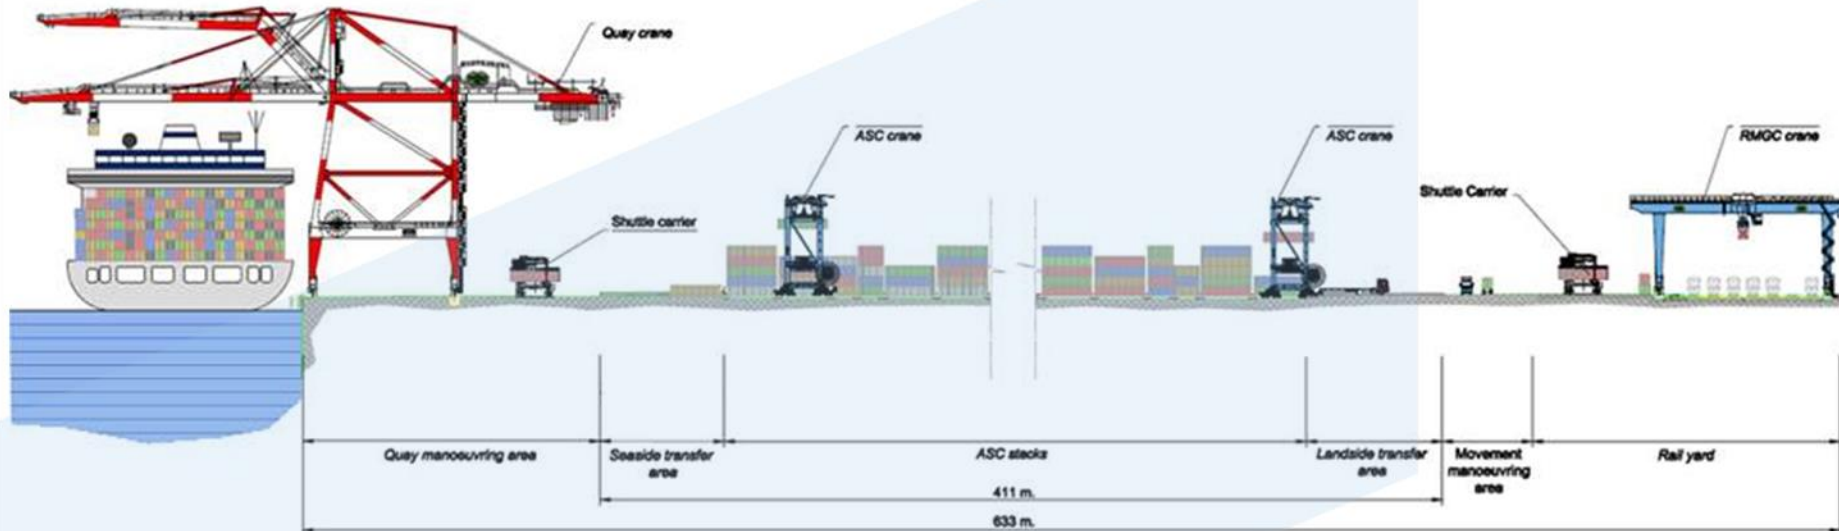 Quay crane
ASC crane
ASC crane
RMGC crane
Shuttle Carrier
Shuttle carrier
Quay manoeuvring area
Seaside transfer
area
ASC stacks
Landside transfer
area
Movement
manoeuvring
area
Rail yard
411 m.
633 m.